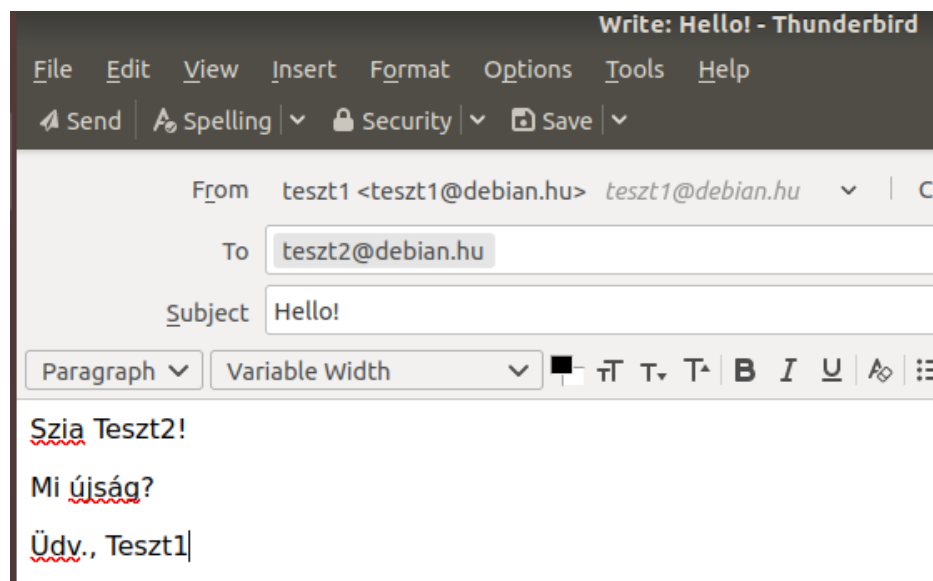 Write: Hello! - Thunderbird
File Edit View Insert Format Options Tools Help
Send Spelling Security Save
From teszt1 <teszt1@debian.hu> teszt1@debian.hu C
To teszt2@debian.hu
Subject Hello!
Paragraph Variable Width
Szia Teszt2!
Mi újság?
Üdv., Teszt1